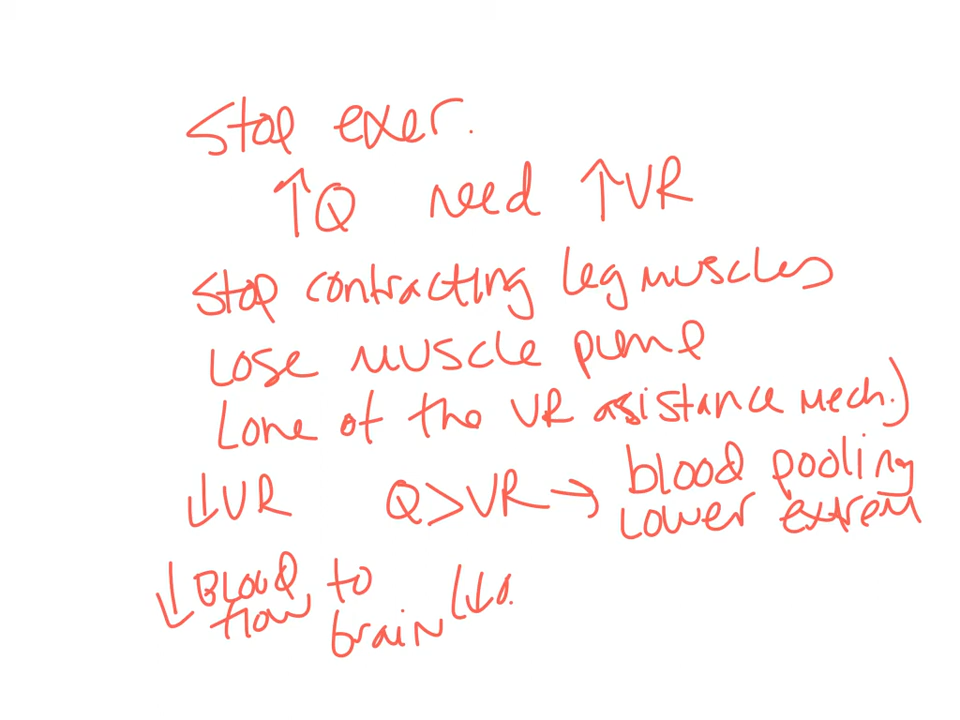 Stop exer.
↑Q need ↑VR
stop contracting leg muscles
Lose muscle pump
(one of the VR assistance mech.)
↓VR Q>VR → blood pooling
lower extrem
↓ Blood flow to brain (↓